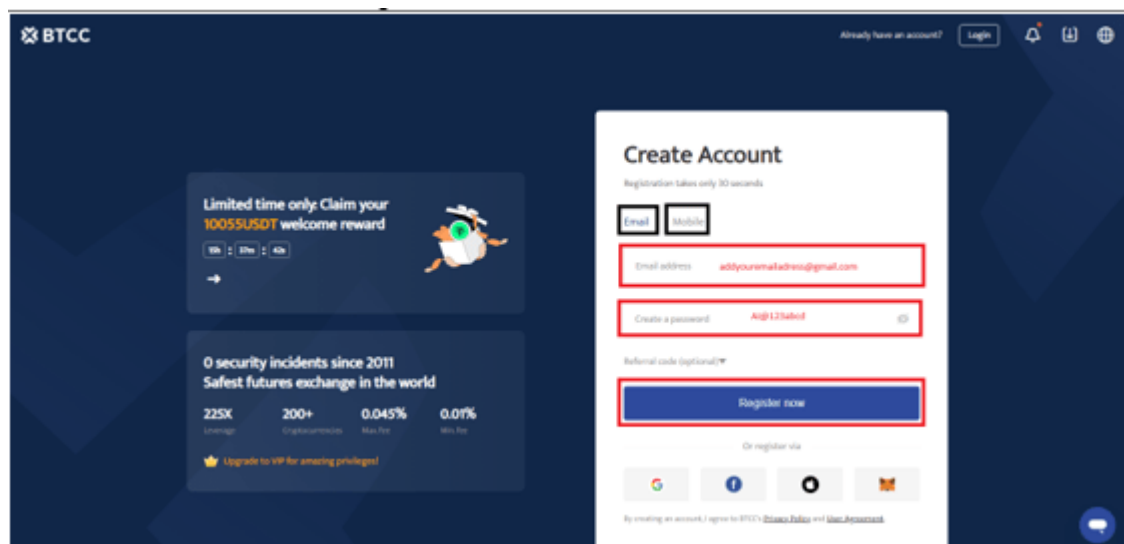 BTCC
Already have an account? Login
Limited time only: Claim your
10055USDT welcome reward
15h : 37m : 42s
0 security incidents since 2011
Safest futures exchange in the world
225X 200+ 0.045% 0.01%
Leverage Cryptocurrencies Max Fee Min Fee
Upgrade to VIP for amazing privileges!
Create Account
Registration takes only 30 seconds
Email Mobile
Email address addyouremailadress@gmail.com
Create a password
Referral code (optional)
Register now
Or register via
By creating an account, I agree to BTCC's Privacy Policy and User Agreement.